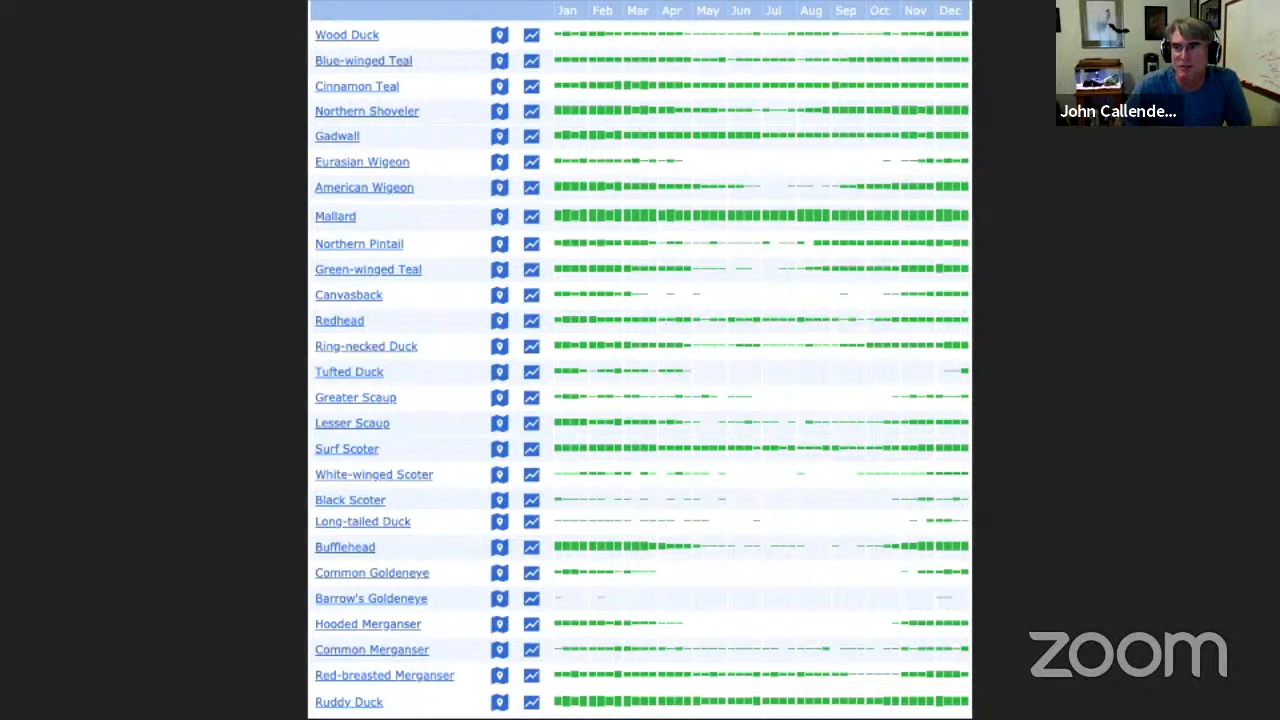 Jan Feb Mar Apr May Jun Jul Aug Sep Oct Nov Dec
Wood Duck
Blue-winged Teal
Cinnamon Teal
Northern Shoveler
Gadwall
Eurasian Wigeon
American Wigeon
Mallard
Northern Pintail
Green-winged Teal
Canvasback
Redhead
Ring-necked Duck
Tufted Duck
Greater Scaup
Lesser Scaup
Surf Scoter
White-winged Scoter
Black Scoter
Long-tailed Duck
Bufflehead
Common Goldeneye
Barrow's Goldeneye
Hooded Merganser
Common Merganser
Red-breasted Merganser
Ruddy Duck
John Callende...
zoom